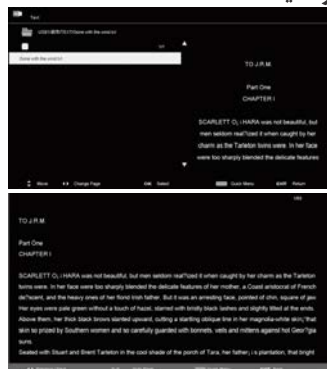 Text
Gone with the wind.txt
TO J.R.M.
Part One
CHAPTER I
SCARLETT O¡¡HARA was not beautiful, but
men seldom real?ized it when caught by her
charm as the Tarleton twins were. In her face
were too sharply blended the delicate features
Move
Change Page
OK Select
Quick Menu
EXIT Return
TO J.R.M.
Part One
CHAPTER I
SCARLETT O¡¡HARA was not beautiful, but men seldom real?ized it when caught by her charm as the Tarleton
twins were. In her face were too sharply blended the delicate features of her mother, a Coast aristocrat of French
de?scent, and the heavy ones of her florid Irish father. But it was an arresting face, pointed of chin, square of jaw.
Her eyes were pale green without a touch of hazel, starred with bristly black lashes and slightly tilted at the ends.
Above them, her thick black brows slanted upward, cutting a startling oblique line in her magnolia-white skin¡ªthat
skin so prized by Southern women and so carefully guarded with bonnets, veils and mittens against hot Geor?gia
suns.
Seated with Stuart and Brent Tarleton in the cool shade of the porch of Tara, her father¡¯s plantation, that bright